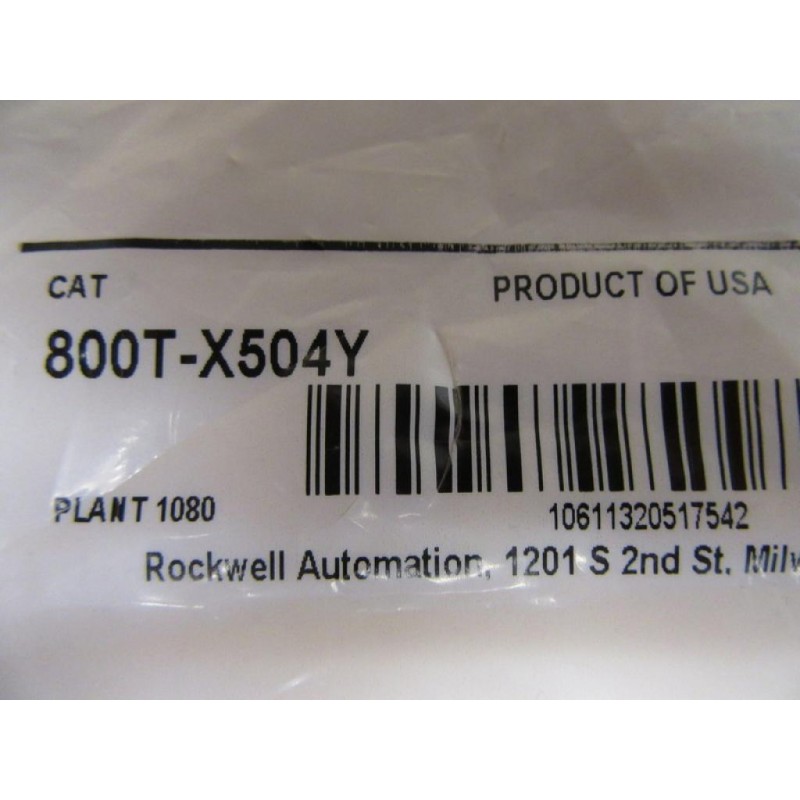 CAT PRODUCT OF USA
800T-X504Y
PLANT 1080 10611320517542
Rockwell Automation, 1201 S 2nd St.